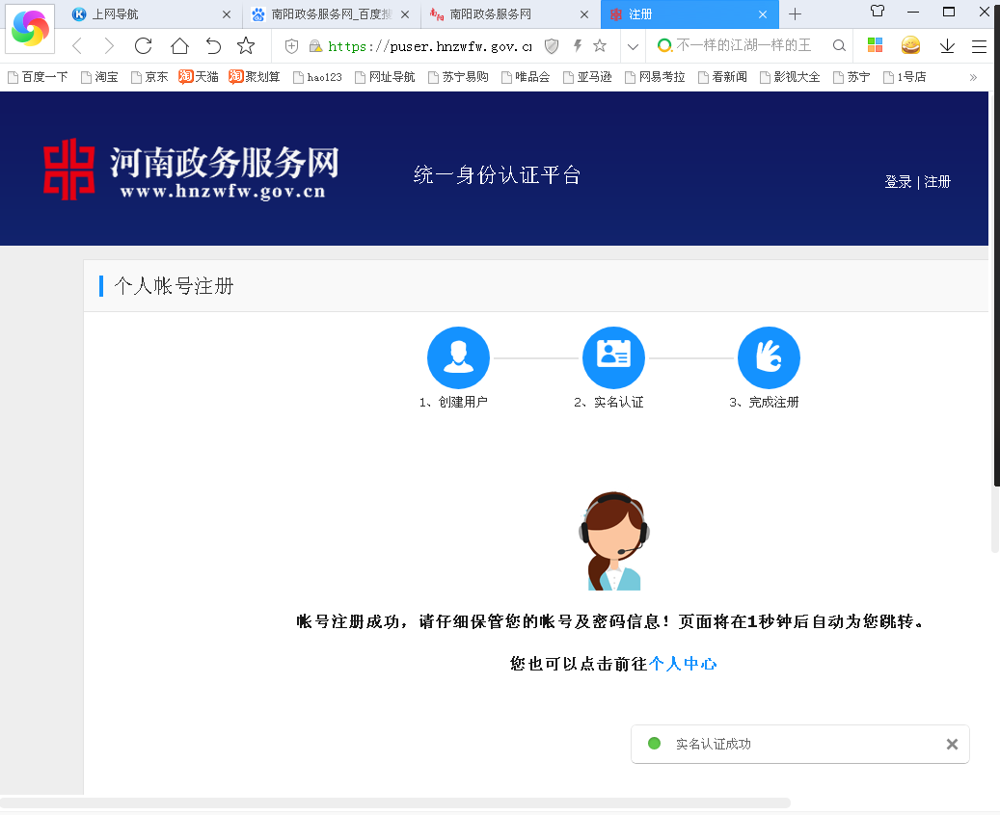 上网导航
南阳政务服务网_百度搜
南阳政务服务网
注册
https://puser.hnzwfw.gov.cn
不一样的江湖一样的王
百度一下
淘宝
京东
淘 天猫
淘 聚划算
hao123
网址导航
苏宁易购
唯品会
亚马逊
网易考拉
看新闻
影视大全
苏宁
1号店
»
河南政务服务网
www.hnzwfw.gov.cn
统一身份认证平台
登录 | 注册
个人帐号注册
1、创建用户
2、实名认证
3、完成注册
帐号注册成功，请仔细保管您的帐号及密码信息！页面将在1秒钟后自动为您跳转。
您也可以点击前往个人中心
实名认证成功